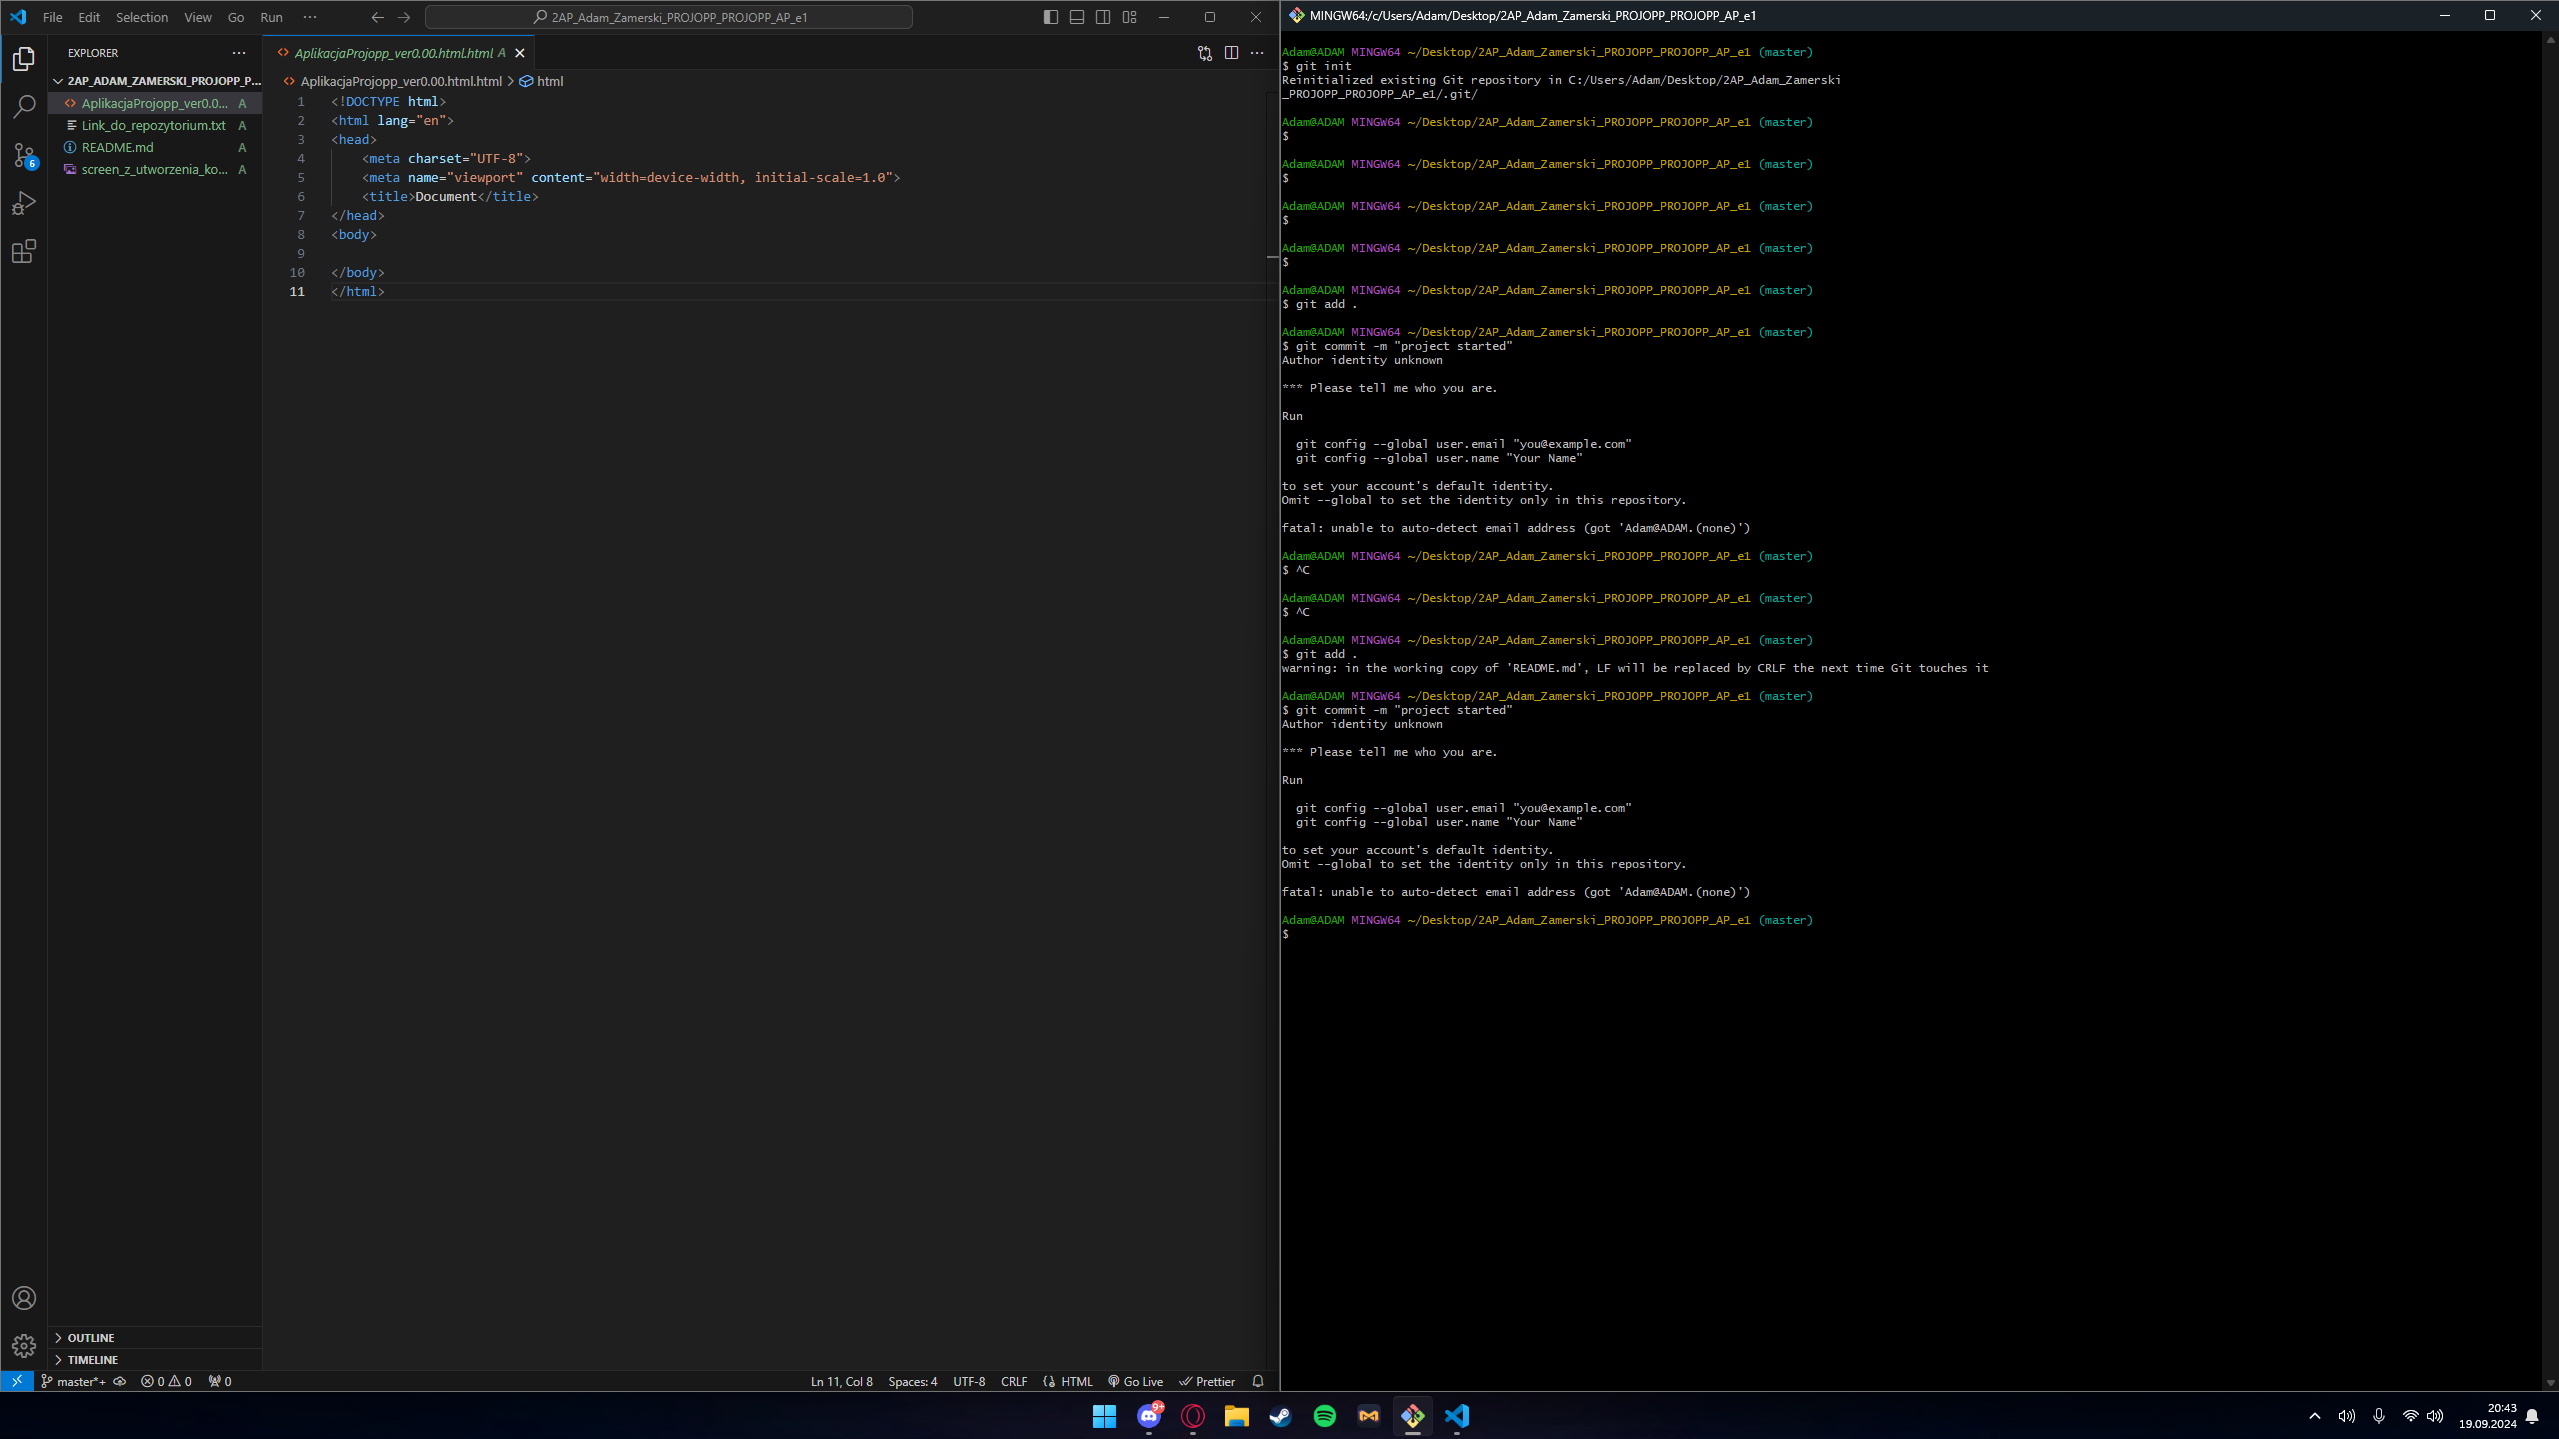 File Edit Selection View Go Run ···
2AP_Adam_Zamerski_PROJOPP_PROJOPP_AP_e1
EXPLORER
2AP_ADAM_ZAMERSKI_PROJOPP_P...
AplikacjaProjopp_ver0.0... A
Link_do_repozytorium.txt A
README.md A
screen_z_utworzenia_ko... A
6
OUTLINE
TIMELINE
AplikacjaProjopp_ver0.00.html.html A
AplikacjaProjopp_ver0.00.html.html > html
1 <!DOCTYPE html>
2 <html lang="en">
3 <head>
4 <meta charset="UTF-8">
5 <meta name="viewport" content="width=device-width, initial-scale=1.0">
6 <title>Document</title>
7 </head>
8 <body>
9
10 </body>
11 </html>
master*+ 0 0 0
Ln 11, Col 8 Spaces: 4 UTF-8 CRLF HTML Go Live Prettier
MINGW64:/c/Users/Adam/Desktop/2AP_Adam_Zamerski_PROJOPP_PROJOPP_AP_e1
Adam@ADAM MINGW64 ~/Desktop/2AP_Adam_Zamerski_PROJOPP_PROJOPP_AP_e1 (master)
$ git init
Reinitialized existing Git repository in C:/Users/Adam/Desktop/2AP_Adam_Zamerski
_PROJOPP_PROJOPP_AP_e1/.git/
Adam@ADAM MINGW64 ~/Desktop/2AP_Adam_Zamerski_PROJOPP_PROJOPP_AP_e1 (master)
$
Adam@ADAM MINGW64 ~/Desktop/2AP_Adam_Zamerski_PROJOPP_PROJOPP_AP_e1 (master)
$
Adam@ADAM MINGW64 ~/Desktop/2AP_Adam_Zamerski_PROJOPP_PROJOPP_AP_e1 (master)
$
Adam@ADAM MINGW64 ~/Desktop/2AP_Adam_Zamerski_PROJOPP_PROJOPP_AP_e1 (master)
$
Adam@ADAM MINGW64 ~/Desktop/2AP_Adam_Zamerski_PROJOPP_PROJOPP_AP_e1 (master)
$ git add .
Adam@ADAM MINGW64 ~/Desktop/2AP_Adam_Zamerski_PROJOPP_PROJOPP_AP_e1 (master)
$ git commit -m "project started"
Author identity unknown
*** Please tell me who you are.
Run
git config --global user.email "you@example.com"
git config --global user.name "Your Name"
to set your account's default identity.
Omit --global to set the identity only in this repository.
fatal: unable to auto-detect email address (got 'Adam@ADAM.(none)')
Adam@ADAM MINGW64 ~/Desktop/2AP_Adam_Zamerski_PROJOPP_PROJOPP_AP_e1 (master)
$ ^C
Adam@ADAM MINGW64 ~/Desktop/2AP_Adam_Zamerski_PROJOPP_PROJOPP_AP_e1 (master)
$ ^C
Adam@ADAM MINGW64 ~/Desktop/2AP_Adam_Zamerski_PROJOPP_PROJOPP_AP_e1 (master)
$ git add .
warning: in the working copy of 'README.md', LF will be replaced by CRLF the next time Git touches it
Adam@ADAM MINGW64 ~/Desktop/2AP_Adam_Zamerski_PROJOPP_PROJOPP_AP_e1 (master)
$ git commit -m "project started"
Author identity unknown
*** Please tell me who you are.
Run
git config --global user.email "you@example.com"
git config --global user.name "Your Name"
to set your account's default identity.
Omit --global to set the identity only in this repository.
fatal: unable to auto-detect email address (got 'Adam@ADAM.(none)')
Adam@ADAM MINGW64 ~/Desktop/2AP_Adam_Zamerski_PROJOPP_PROJOPP_AP_e1 (master)
$
9+
20:43
19.09.2024